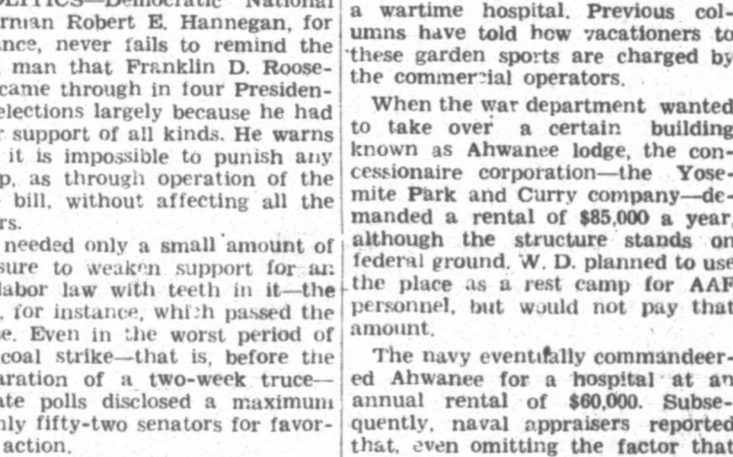 OLITICS—Democratic National
rman Robert E. Hannegan, for
nce, never fails to remind the
man that Franklin D. Roose-
came through in four Presiden-
elections largely because he had
r support of all kinds. He warns
it is impossible to punish any
p, as through operation of the
bill, without affecting all the
rs.
needed only a small amount of
sure to weaken support for an
labor law with teeth in it—the
, for instance, which passed the
e. Even in the worst period of
coal strike—that is, before the
aration of a two-week truce—
ate polls disclosed a maximum
nly fifty-two senators for favor-
action.
a wartime hospital. Previous col-
umns have told how vacationers to
these garden sports are charged by
the commercial operators.
When the war department wanted
to take over a certain building
known as Ahwanee lodge, the con-
cessionaire corporation—the Yose-
mite Park and Curry company—de-
manded a rental of $85,000 a year,
although the structure stands on
federal ground. W. D. planned to use
the place as a rest camp for AAF
personnel, but would not pay that
amount.
The navy eventually commandeer-
ed Ahwanee for a hospital at an
annual rental of $60,000. Subse-
quently, naval appraisers reported
that, even omitting the factor that